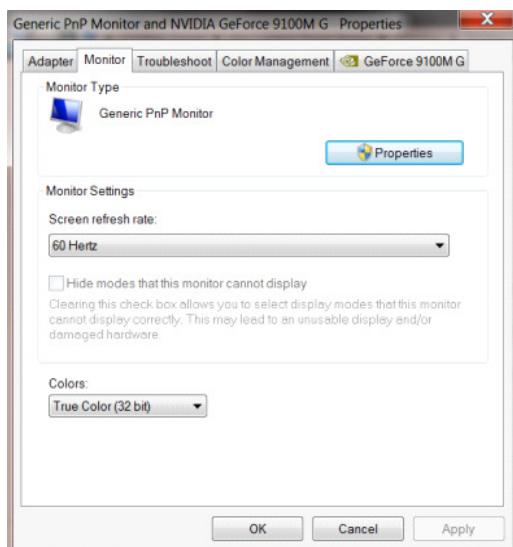 Generic PnP Monitor and NVIDIA GeForce 9100M G Properties
Adapter Monitor Troubleshoot Color Management GeForce 9100M G
Monitor Type
Generic PnP Monitor
Properties
Monitor Settings
Screen refresh rate:
60 Hertz
Hide modes that this monitor cannot display
Clearing this check box allows you to select display modes that this monitor
cannot display correctly. This may lead to an unusable display and/or
damaged hardware.
Colors:
True Color (32 bit)
OK Cancel Apply